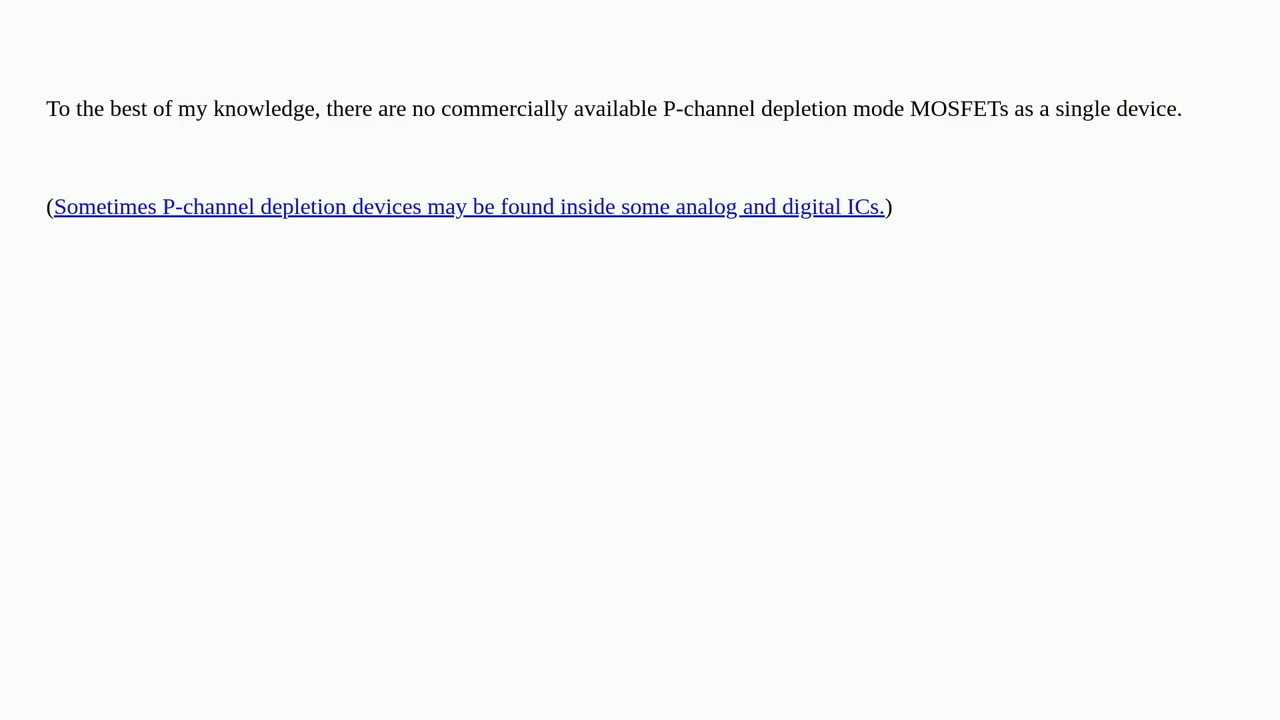 To the best of my knowledge, there are no commercially available P-channel depletion mode MOSFETs as a single device.
(Sometimes P-channel depletion devices may be found inside some analog and digital ICs.)